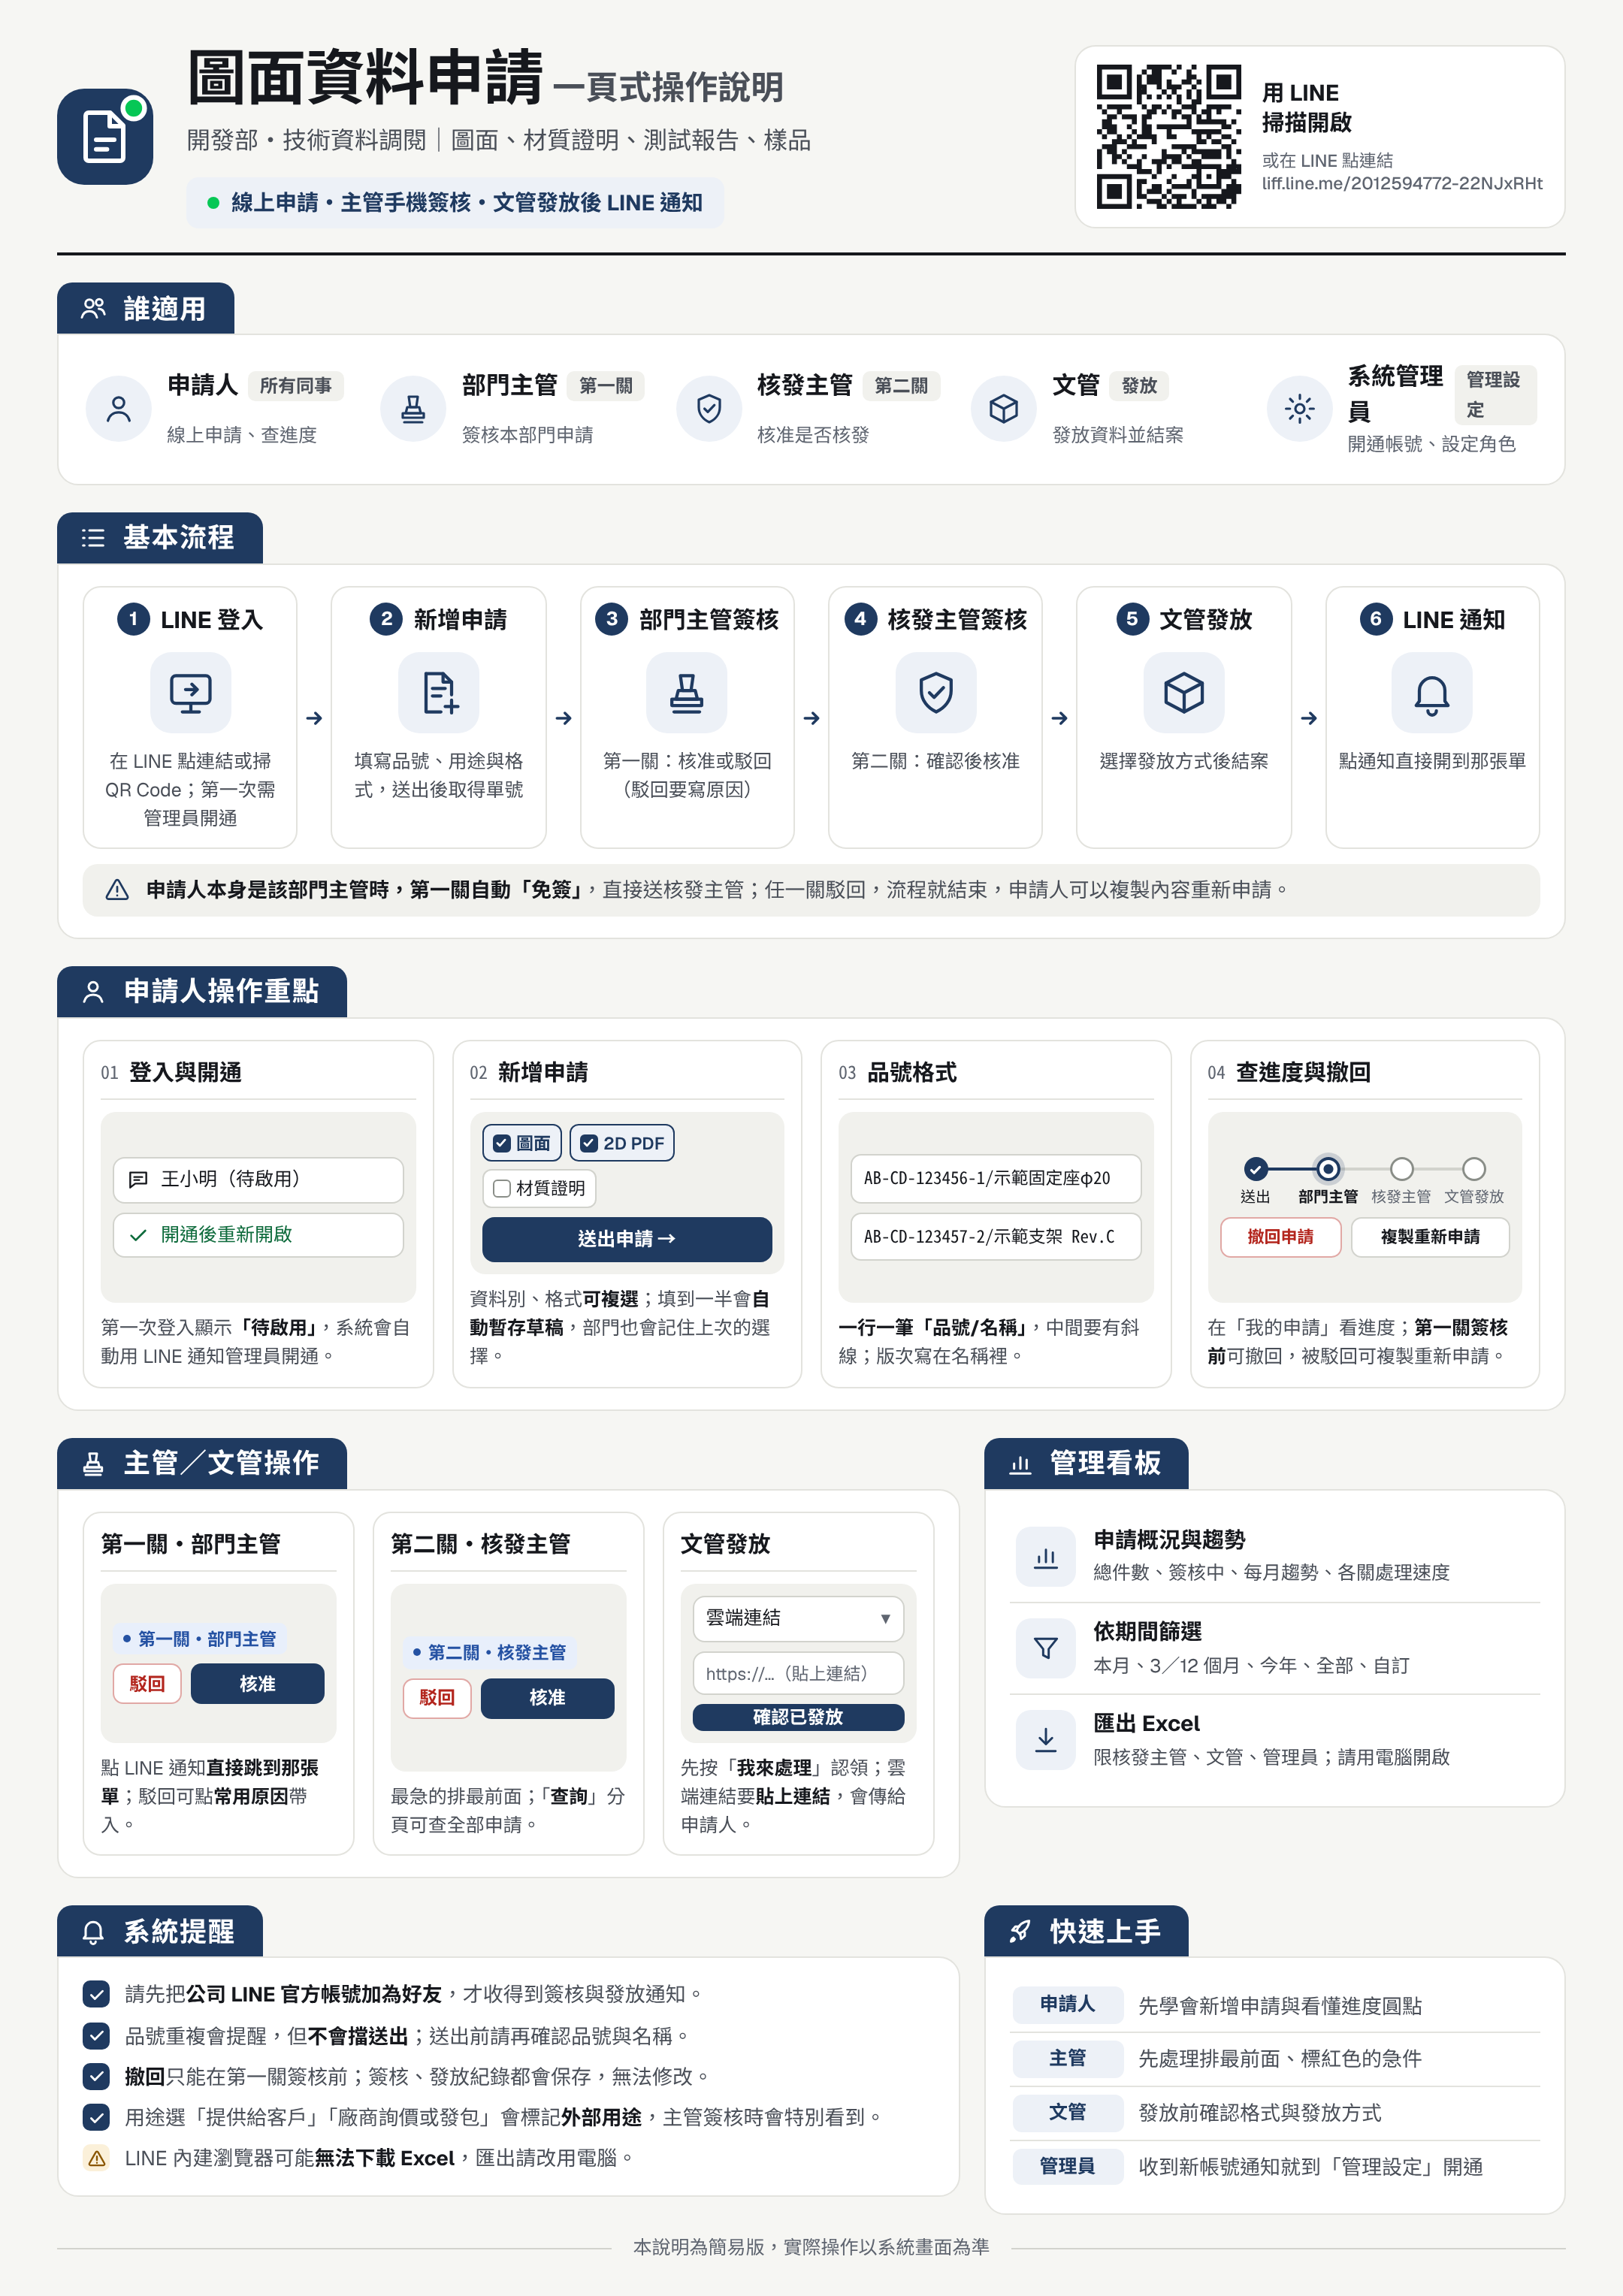 圖面資料申請 一頁式操作說明
開發部・技術資料調閱｜圖面、材質證明、測試報告、樣品
線上申請・主管手機簽核・文管發放後 LINE 通知
用 LINE
掃描開啟
或在 LINE 點連結
liff.line.me/2012594772-22NJxRHt
誰適用
申請人 所有同事
線上申請、查進度
部門主管 第一關
簽核本部門申請
核發主管 第二關
核准是否核發
文管 發放
發放資料並結案
系統管理
員
管理設
定
開通帳號、設定角色
基本流程
1 LINE 登入
在 LINE 點連結或掃
QR Code；第一次需
管理員開通
2 新增申請
填寫品號、用途與格
式，送出後取得單號
3 部門主管簽核
第一關：核准或駁回
（駁回要寫原因）
4 核發主管簽核
第二關：確認後核准
5 文管發放
選擇發放方式後結案
6 LINE 通知
點通知直接開到那張單
申請人本身是該部門主管時，第一關自動「免簽」，直接送核發主管；任一關駁回，流程就結束，申請人可以複製內容重新申請。
申請人操作重點
01 登入與開通
王小明（待啟用）
開通後重新開啟
第一次登入顯示「待啟用」，系統會自
動用 LINE 通知管理員開通。
02 新增申請
圖面 2D PDF
材質證明
送出申請 →
資料別、格式可複選；填到一半會自
動暫存草稿，部門也會記住上次的選
擇。
03 品號格式
AB-CD-123456-1/示範固定座φ20
AB-CD-123457-2/示範支架 Rev.C
一行一筆「品號/名稱」，中間要有斜
線；版次寫在名稱裡。
04 查進度與撤回
送出 部門主管 核發主管 文管發放
撤回申請 複製重新申請
在「我的申請」看進度；第一關簽核
前可撤回，被駁回可複製重新申請。
主管／文管操作
第一關・部門主管
第一關・部門主管
駁回 核准
點 LINE 通知直接跳到那張
單；駁回可點常用原因帶
入。
第二關・核發主管
第二關・核發主管
駁回 核准
最急的排最前面；「查詢」分
頁可查全部申請。
文管發放
雲端連結 ▼
https://…（貼上連結）
確認已發放
先按「我來處理」認領；雲
端連結要貼上連結，會傳給
申請人。
管理看板
申請概況與趨勢
總件數、簽核中、每月趨勢、各關處理速度
依期間篩選
本月、3／12 個月、今年、全部、自訂
匯出 Excel
限核發主管、文管、管理員；請用電腦開啟
系統提醒
請先把公司 LINE 官方帳號加為好友，才收得到簽核與發放通知。
品號重複會提醒，但不會擋送出；送出前請再確認品號與名稱。
撤回只能在第一關簽核前；簽核、發放紀錄都會保存，無法修改。
用途選「提供給客戶」「廠商詢價或發包」會標記外部用途，主管簽核時會特別看到。
LINE 內建瀏覽器可能無法下載 Excel，匯出請改用電腦。
快速上手
申請人 先學會新增申請與看懂進度圓點
主管 先處理排最前面、標紅色的急件
文管 發放前確認格式與發放方式
管理員 收到新帳號通知就到「管理設定」開通
本說明為簡易版，實際操作以系統畫面為準